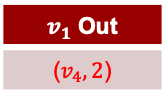 v₁ Out
(v₄, 2)